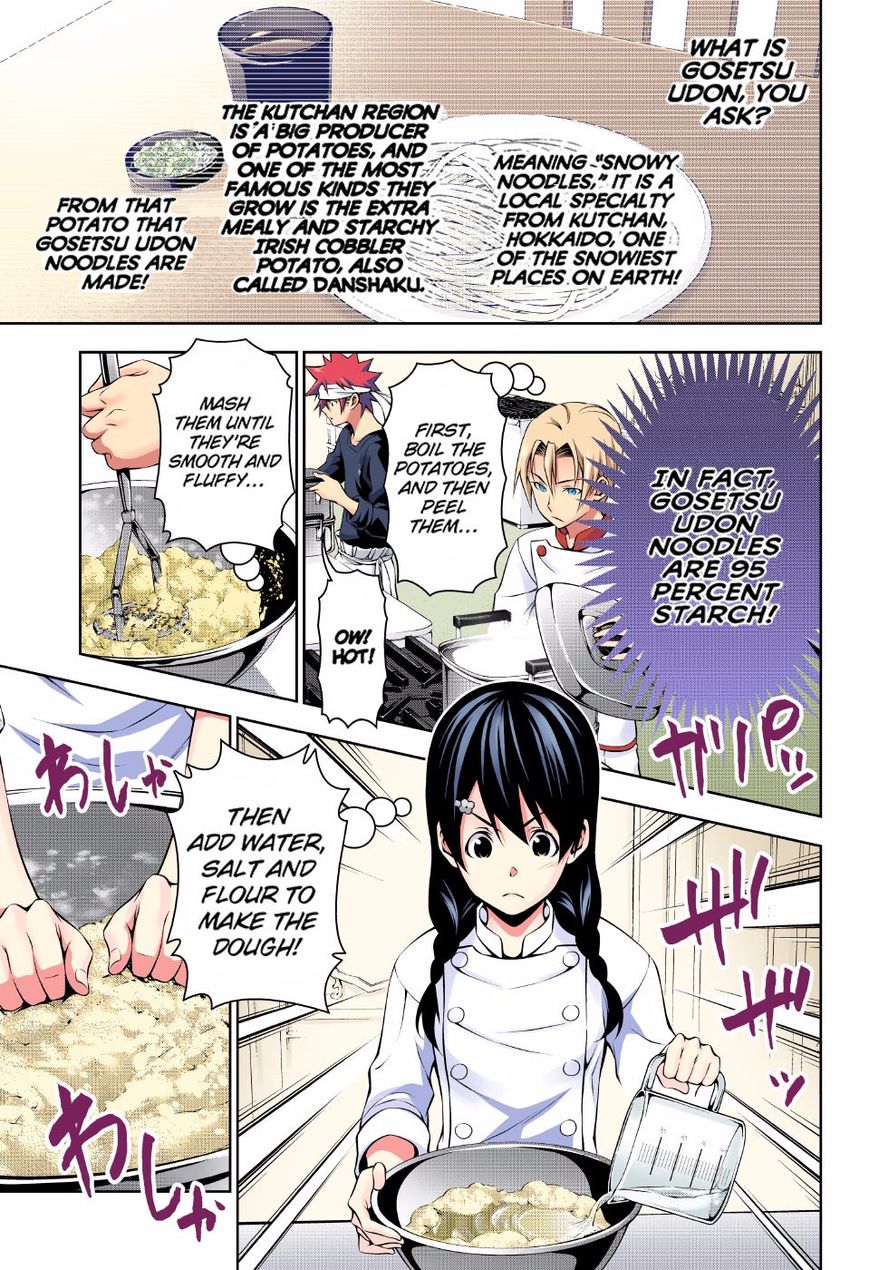 WHAT IS
GOSETSU
UDON, YOU
ASK?
MEANING "SNOWY
NOODLES," IT IS A
LOCAL SPECIALTY
FROM KUTCHAN,
HOKKAIDO, ONE
OF THE SNOWIEST
PLACES ON EARTH!
THE KUTCHAN REGION
IS A BIG PRODUCER
OF POTATOES, AND
ONE OF THE MOST
FAMOUS KINDS THEY
GROW IS THE EXTRA
MEALY AND STARCHY
IRISH COBBLER
POTATO, ALSO
CALLED DANSHAKU.
FROM THAT
POTATO THAT
GOSETSU UDON
NOODLES ARE
MADE!
IN FACT,
GOSETSU
UDON
NOODLES
ARE 95
PERCENT
STARCH!
ガパッ
FIRST,
BOIL THE
POTATOES,
AND THEN
PEEL
THEM...
OW!
HOT!
MASH
THEM UNTIL
THEY'RE
SMOOTH AND
FLUFFY...
THEN
ADD WATER,
SALT AND
FLOUR TO
MAKE THE
DOUGH!
ザザッ
わしゃ
わしゃ